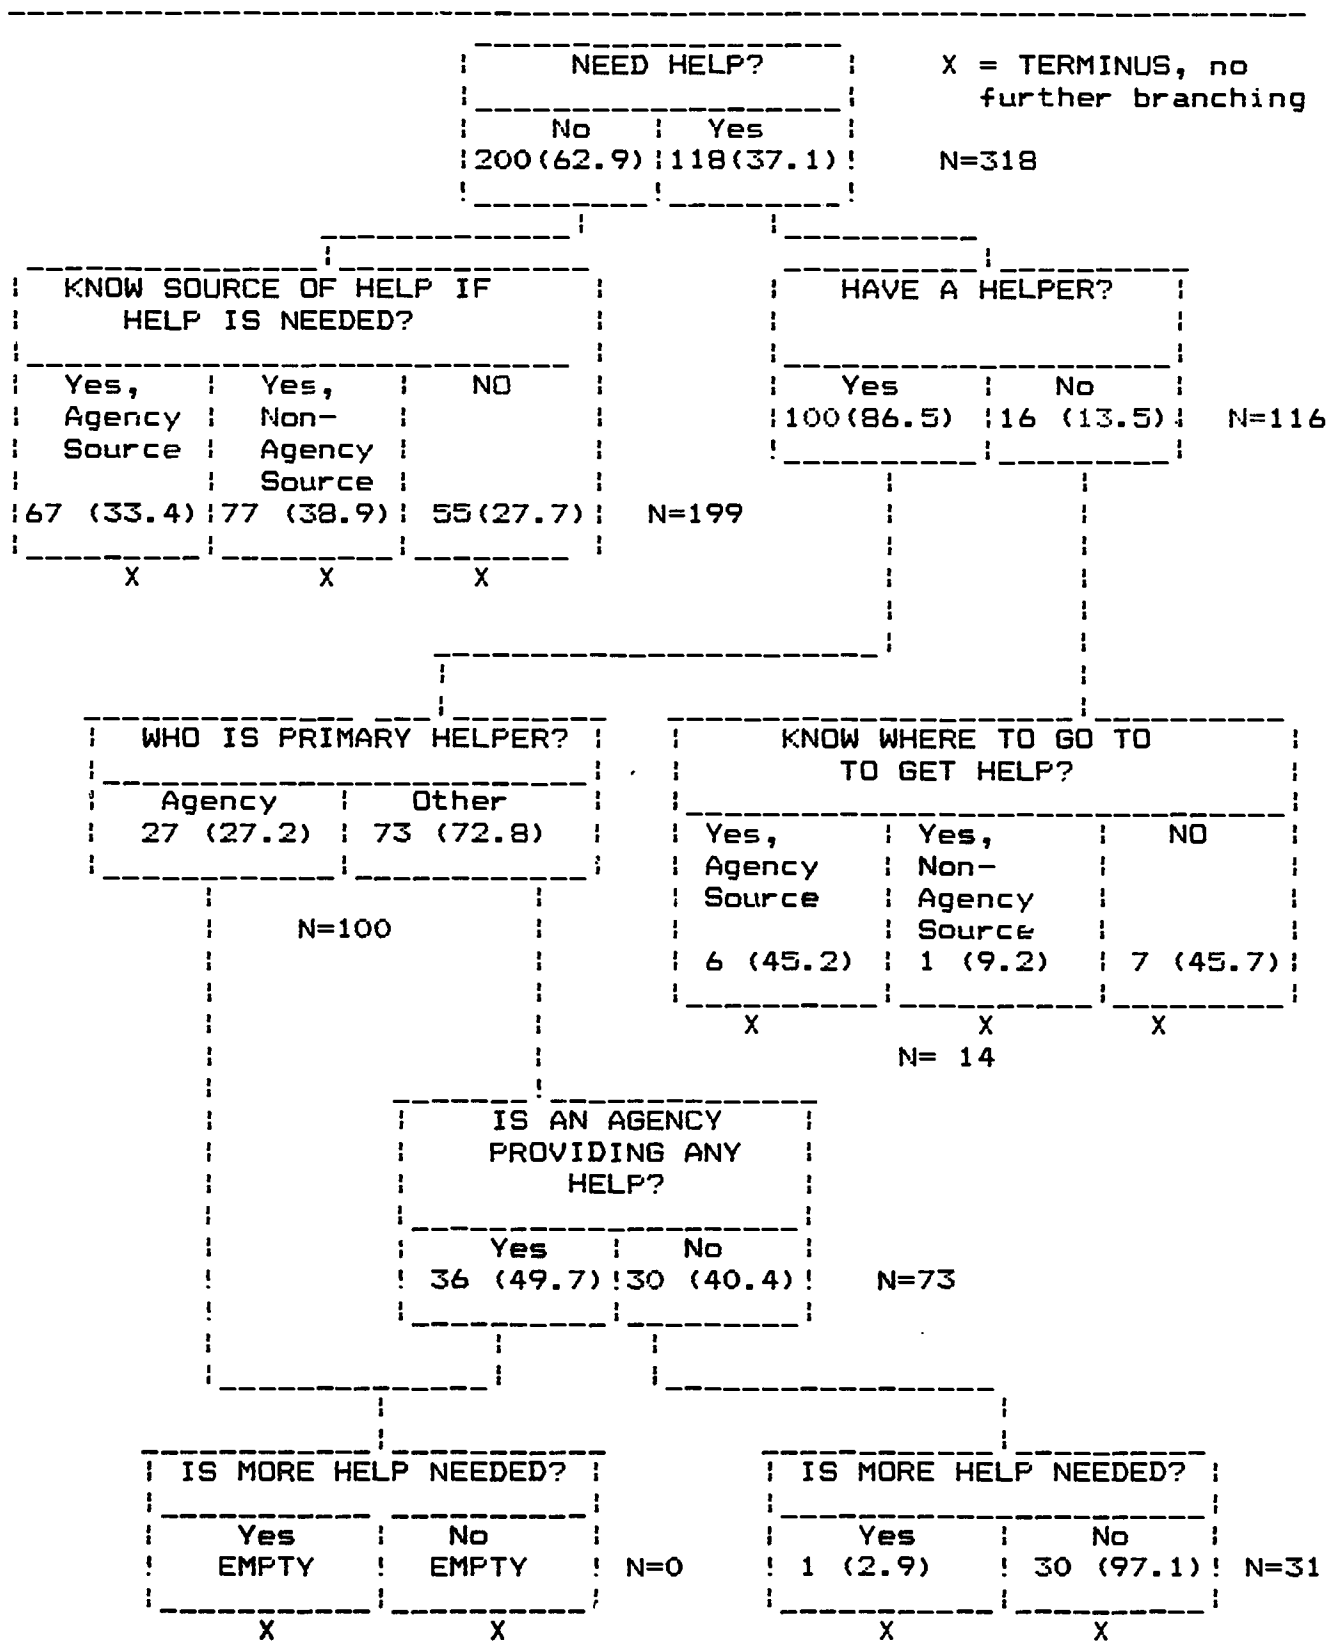 NEED HELP?
X = TERMINUS, no
further branching
No Yes
200(62.9) 118(37.1)
N=318
KNOW SOURCE OF HELP IF
HELP IS NEEDED?
Yes, Agency Source
Yes, Non-Agency Source
NO
67 (33.4) 77 (38.9) 55(27.7)
N=199
X X X
HAVE A HELPER?
Yes No
100(86.5) 16 (13.5)
N=116
WHO IS PRIMARY HELPER?
Agency Other
27 (27.2) 73 (72.8)
N=100
KNOW WHERE TO GO TO
TO GET HELP?
Yes, Agency Source
Yes, Non-Agency Source
NO
6 (45.2) 1 (9.2) 7 (45.7)
X X X
N= 14
IS AN AGENCY
PROVIDING ANY
HELP?
Yes No
36 (49.7) 30 (40.4)
N=73
IS MORE HELP NEEDED?
Yes No
EMPTY EMPTY
N=0
X X
IS MORE HELP NEEDED?
Yes No
1 (2.9) 30 (97.1)
N=31
X X